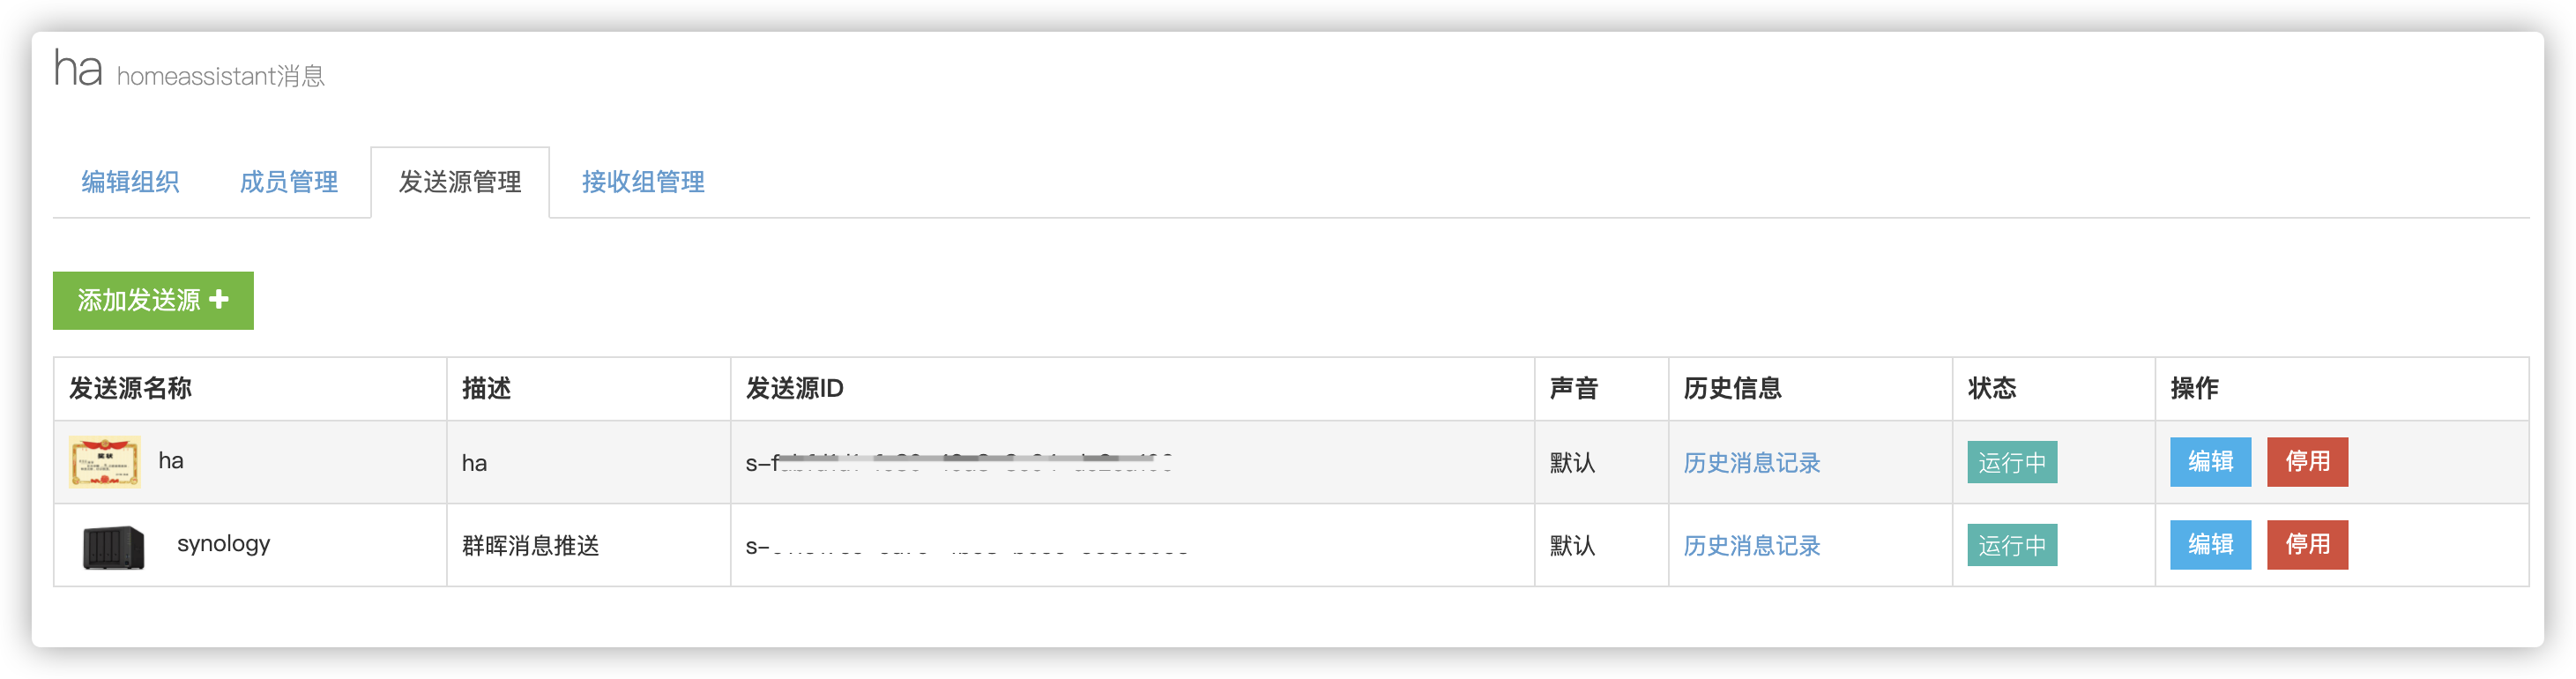 ha homeassistant消息
编辑组织 成员管理 发送源管理 接收组管理
添加发送源
发送源名称 描述 发送源ID 声音 历史信息 状态 操作
ha ha 默认 历史消息记录 运行中 编辑 停用
synology 群晖消息推送 默认 历史消息记录 运行中 编辑 停用